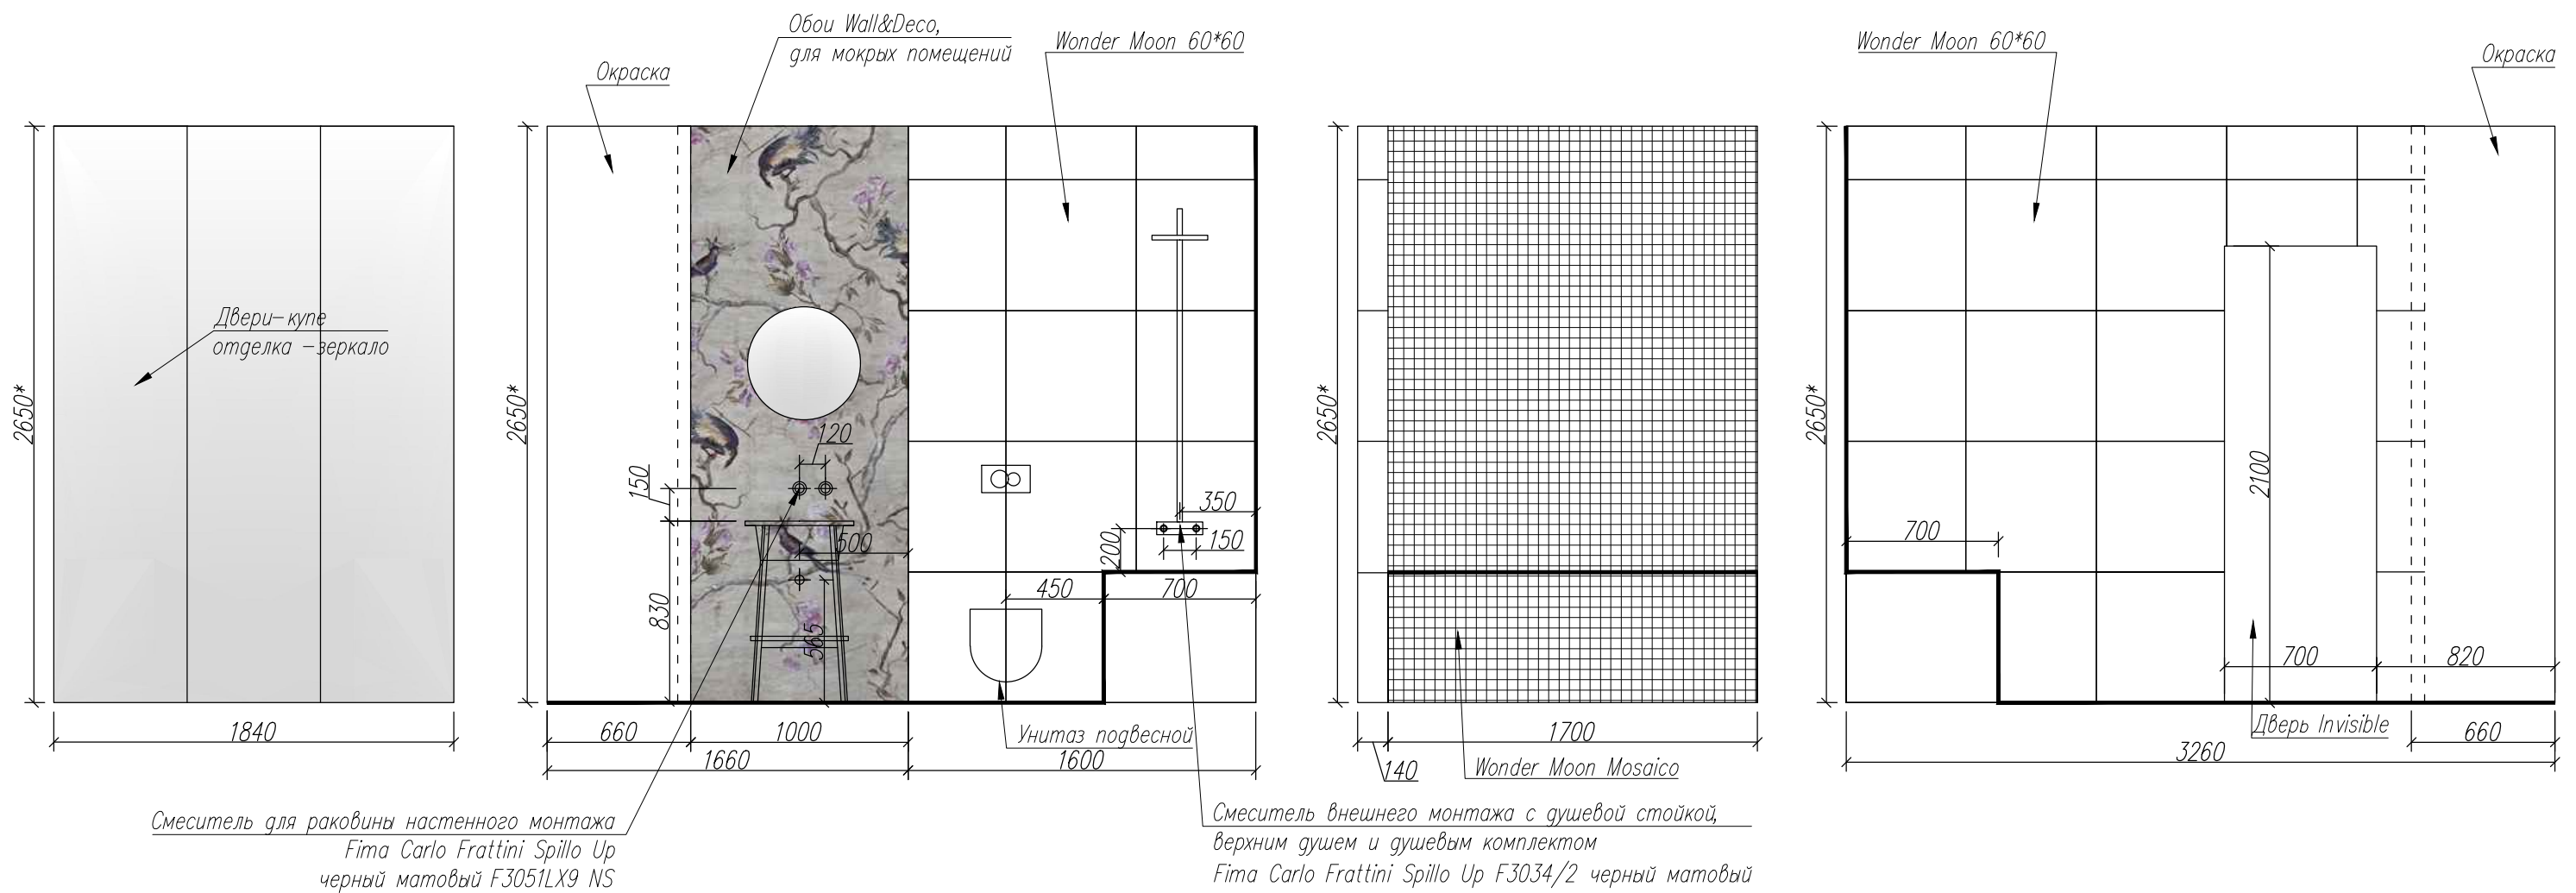 Двери-купе
отделка -зеркало
2650*
1840
Окраска
Обои Wall&Deco,
для мокрых помещений
Wonder Moon 60*60
2650*
120
150
500
830
565
350
150
200
450
700
660
1000
1660
1600
Унитаз подвесной
Смеситель для раковины настенного монтажа
Fima Carlo Frattini Spillo Up
черный матовый F3051LX9 NS
2650*
140
1700
Wonder Moon Mosaico
Смеситель внешнего монтажа с душевой стойкой,
верхним душем и душевым комплектом
Fima Carlo Frattini Spillo Up F3034/2 черный матовый
Wonder Moon 60*60
Окраска
2650*
700
2100
700
820
Дверь Invisible
660
3260